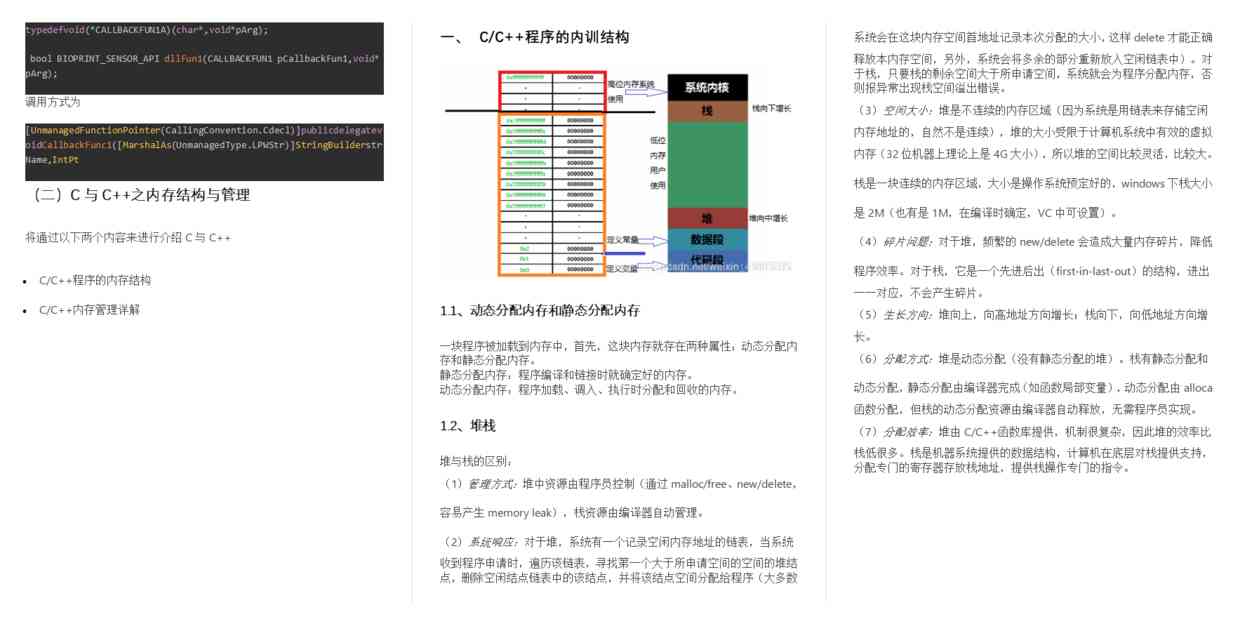 typedefvoid(*CALLBACKFUN1A)(char*,void*pArg);
bool BIOPRINT_SENSOR_API dllFun1(CALLBACKFUN1 pCallbackFun1,void*
pArg);
调用方式为
[UnmanagedFunctionPointer(CallingConvention.Cdecl)]publicdelegatev
oidCallbackFunc1([MarshalAs(UnmanagedType.LPWStr)]StringBuilderstr
Name,IntPt
（二）C 与 C++之内存结构与管理
将通过以下两个内容来进行介绍 C 与 C++
• C/C++程序的内存结构
• C/C++内存管理详解
一、 C/C++程序的内训结构
00000000
高位内存系统
使用
系统内核
栈
栈向下增长
00000000
00000000
00000000
00000000
00000000
00000000
00000000
00000000
00000000
低位
内存
用户
使用
堆
堆向中增长
定义常量
数据段
0x2 00000000
0x1 00000000
0x0 00000000
定义变量
代码段
1.1、动态分配内存和静态分配内存
一块程序被加载到内存中，首先，这块内存就存在两种属性：动态分配内
存和静态分配内存。
静态分配内存：程序编译和链接时就确定好的内存。
动态分配内存：程序加载、调入、执行时分配和回收的内存。
1.2、堆栈
堆与栈的区别：
（1）管理方式：堆中资源由程序员控制（通过 malloc/free、new/delete，
容易产生 memory leak），栈资源由编译器自动管理。
（2）系统响应：对于堆，系统有一个记录空闲内存地址的链表，当系统
收到程序申请时，遍历该链表，寻找第一个大于所申请空间的空间的堆结
点，删除空闲结点链表中的该结点，并将该结点空间分配给程序（大多数
系统会在这块内存空间首地址记录本次分配的大小，这样 delete 才能正确
释放本内存空间，另外，系统会将多余的部分重新放入空闲链表中）。对
于栈，只要栈的剩余空间大于所申请空间，系统就会为程序分配内存，否
则报异常出现栈空间溢出错误。
（3）空间大小：堆是不连续的内存区域（因为系统是用链表来存储空闲
内存地址的，自然不是连续），堆的大小受限于计算机系统中有效的虚拟
内存（32 位机器上理论上是 4G 大小），所以堆的空间比较灵活，比较大。
栈是一块连续的内存区域，大小是操作系统预定好的，windows 下栈大小
是 2M（也有是 1M，在编译时确定，VC 中可设置）。
（4）碎片问题：对于堆，频繁的 new/delete 会造成大量内存碎片，降低
程序效率。对于栈，它是一个先进后出（first-in-last-out）的结构，进出
一一对应，不会产生碎片。
（5）生长方向：堆向上，向高地址方向增长；栈向下，向低地址方向增
长。
（6）分配方式：堆是动态分配（没有静态分配的堆）。栈有静态分配和
动态分配，静态分配由编译器完成（如函数局部变量），动态分配由 alloca
函数分配，但栈的动态分配资源由编译器自动释放，无需程序员实现。
（7）分配效率：堆由 C/C++函数库提供，机制很复杂，因此堆的效率比
栈低很多。栈是机器系统提供的数据结构，计算机在底层对栈提供支持，
分配专门的寄存器存放栈地址，提供栈操作专门的指令。